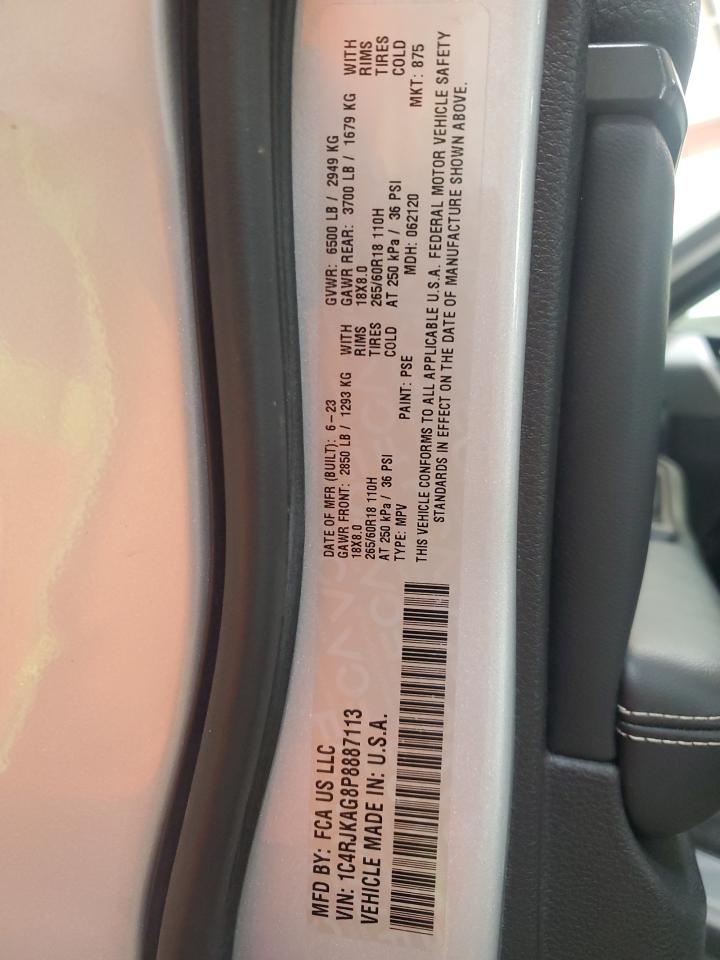 MFD BY: FCA US LLC
VIN: 1C4RJKAG8P8887113
VEHICLE MADE IN: U.S.A.
DATE OF MFR (BUILT): 6-23
GAWR FRONT: 2850 LB / 1293 KG WITH
18X8.0 RIMS
265/60R18 110H TIRES
AT 250 kPa / 36 PSI COLD
TYPE: MPV PAINT: PSE
GVWR: 6500 LB / 2949 KG
GAWR REAR: 3700 LB / 1679 KG WITH
18X8.0 RIMS
265/60R18 110H TIRES
AT 250 kPa / 36 PSI COLD
MDH: 062120 MKT: 875
THIS VEHICLE CONFORMS TO ALL APPLICABLE U.S.A. FEDERAL MOTOR VEHICLE SAFETY
STANDARDS IN EFFECT ON THE DATE OF MANUFACTURE SHOWN ABOVE.